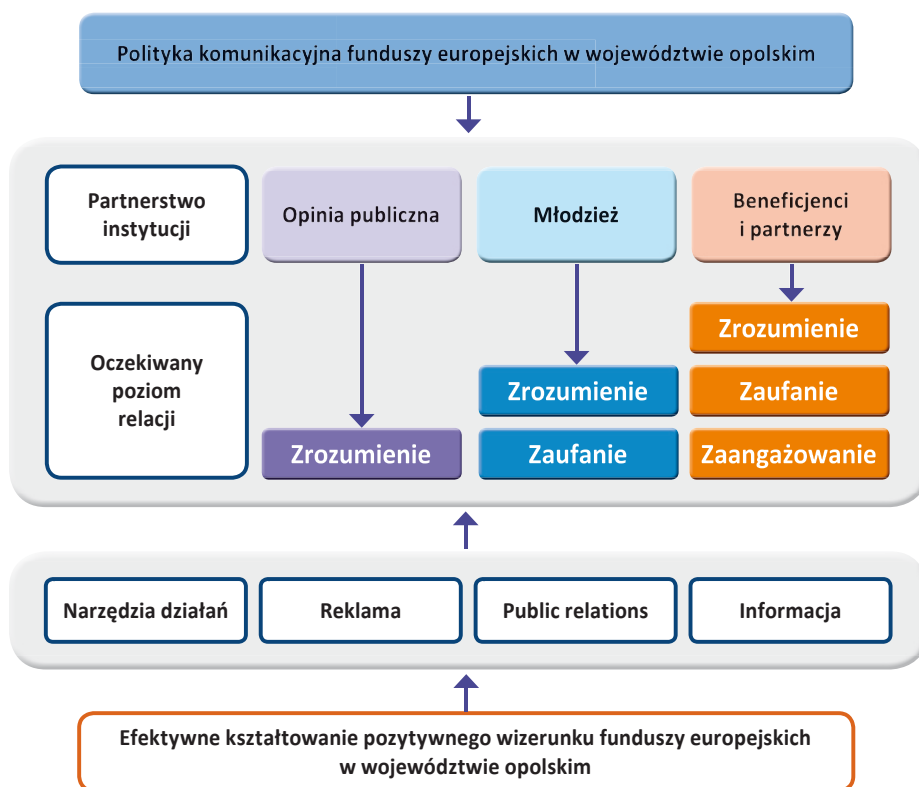 Polityka komunikacyjna funduszy europejskich w województwie opolskim
Partnerstwo
instytucji
Opinia publiczna
Młodzież
Beneficjenci
i partnerzy
Oczekiwany
poziom
relacji
Zrozumienie
Zrozumienie
Zaufanie
Zrozumienie
Zaufanie
Zaangażowanie
Narzędzia działań
Reklama
Public relations
Informacja
Efektywne kształtowanie pozytywnego wizerunku funduszy europejskich
w województwie opolskim